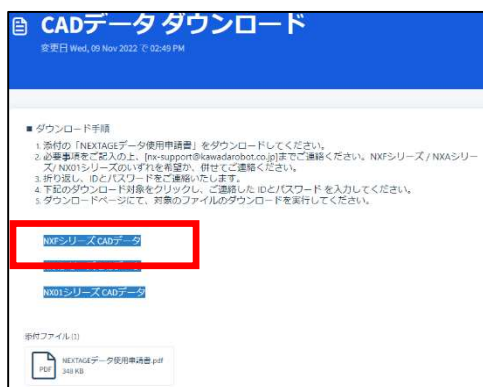 CADデータ ダウンロード
変更日 Wed, 09 Nov 2022 で 02:49 PM
■ ダウンロード手順
1. 添付の「NEXTAGEデータ使用申請書」をダウンロードしてください。
2. 必要事項をご記入の上、[nx-support@kawadarobot.co.jp]までご連絡ください。NXFシリーズ / NXAシリー
ズ/ NX01シリーズのいずれを希望か、併せてご連絡ください。
3. 折り返し、IDとパスワードをご連絡いたします。
4. 下記のダウンロード対象をクリックし、ご連絡した IDとパスワード を入力してください。
5. ダウンロードページにて、対象のファイルのダウンロードを実行してください。
NXFシリーズ CADデータ
NX01シリーズ CADデータ
添付ファイル (1)
PDF
NEXTAGEデータ使用申請書.pdf
348 KB